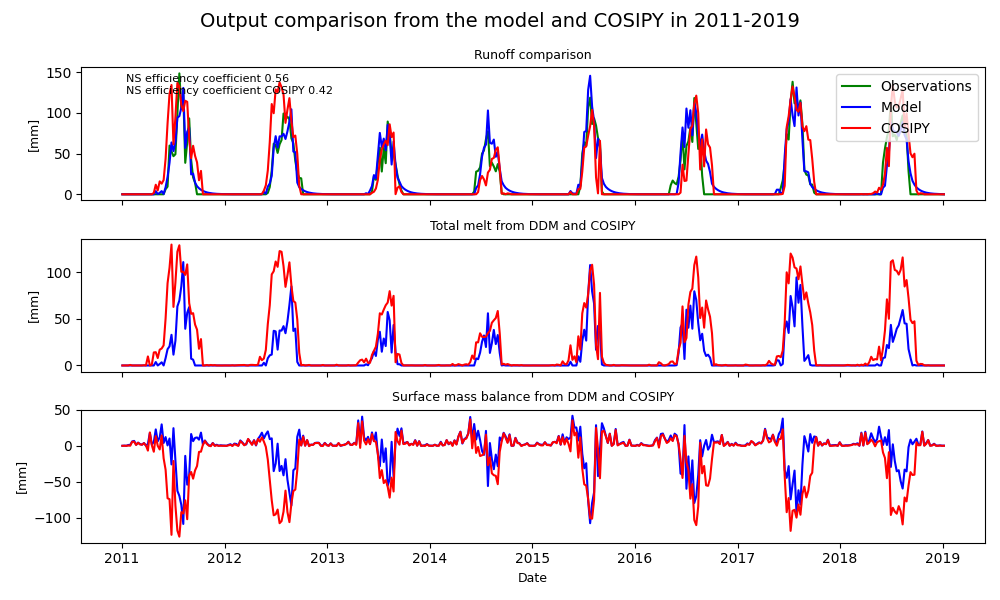 Output comparison from the model and COSIPY in 2011-2019
Runoff comparison
NS efficiency coefficient 0.56
NS efficiency coefficient COSIPY 0.42
Observations
Model
COSIPY
[mm]
150
100
50
0
Total melt from DDM and COSIPY
[mm]
100
50
0
Surface mass balance from DDM and COSIPY
[mm]
50
0
−50
−100
2011 2012 2013 2014 2015 2016 2017 2018 2019
Date